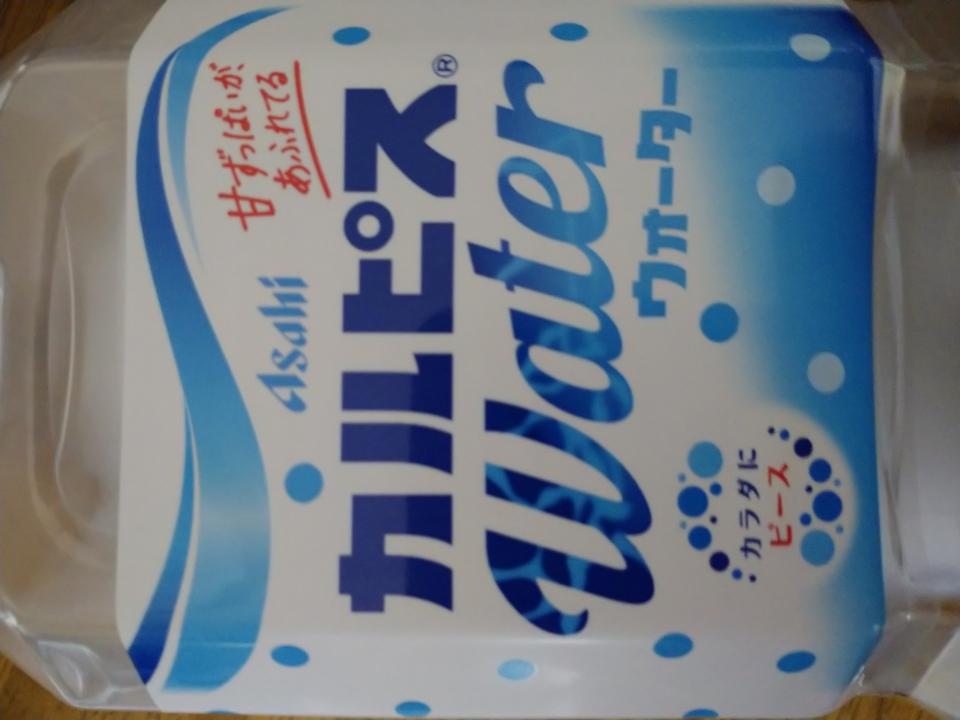 甘ずっぱいが、
あふれてる
Asahi
カルピス®
Water
ウォーター
カラダに
ピース